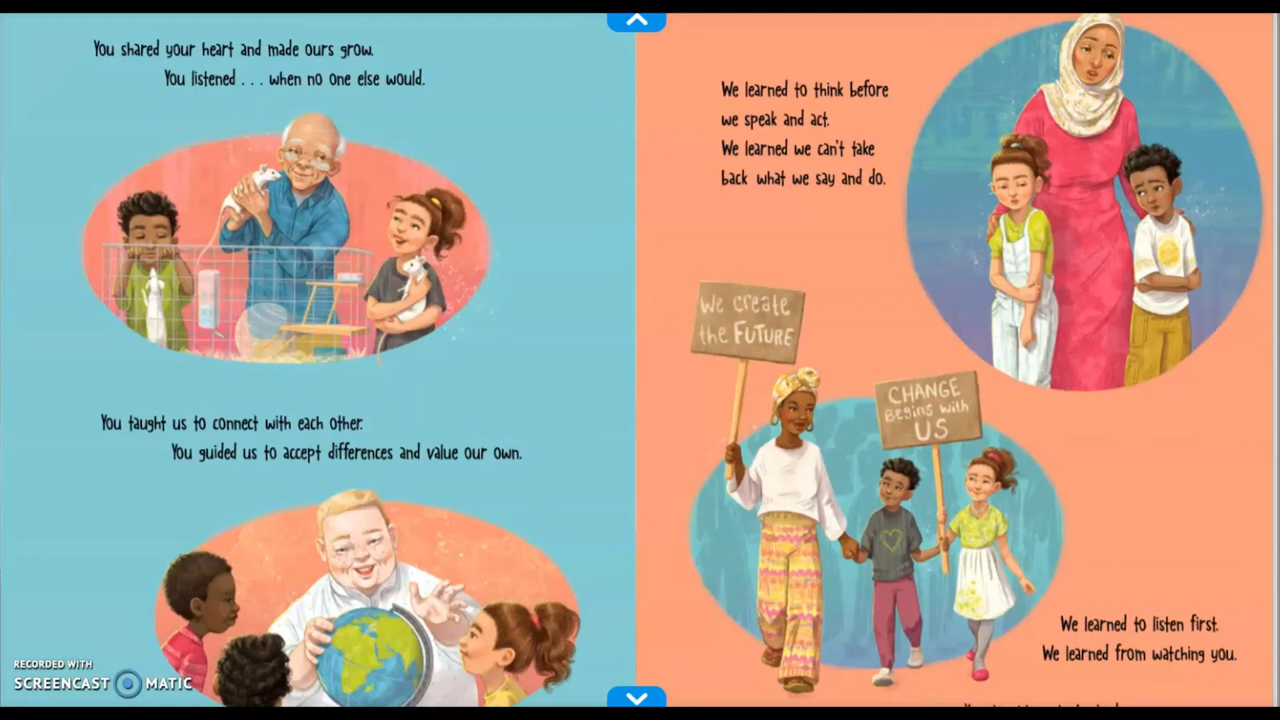 You shared your heart and made ours grow.
You listened . . . when no one else would.
You taught us to connect with each other.
You guided us to accept differences and value our own.
RECORDED WITH
SCREENCAST MATIC
We learned to think before
we speak and act.
We learned we can't take
back what we say and do.
We create
the FUTURE
CHANGE
Begins with
US
We learned to listen first.
We learned from watching you.